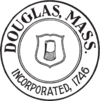 DOUGLAS, MASS.
INCORPORATED, 1746